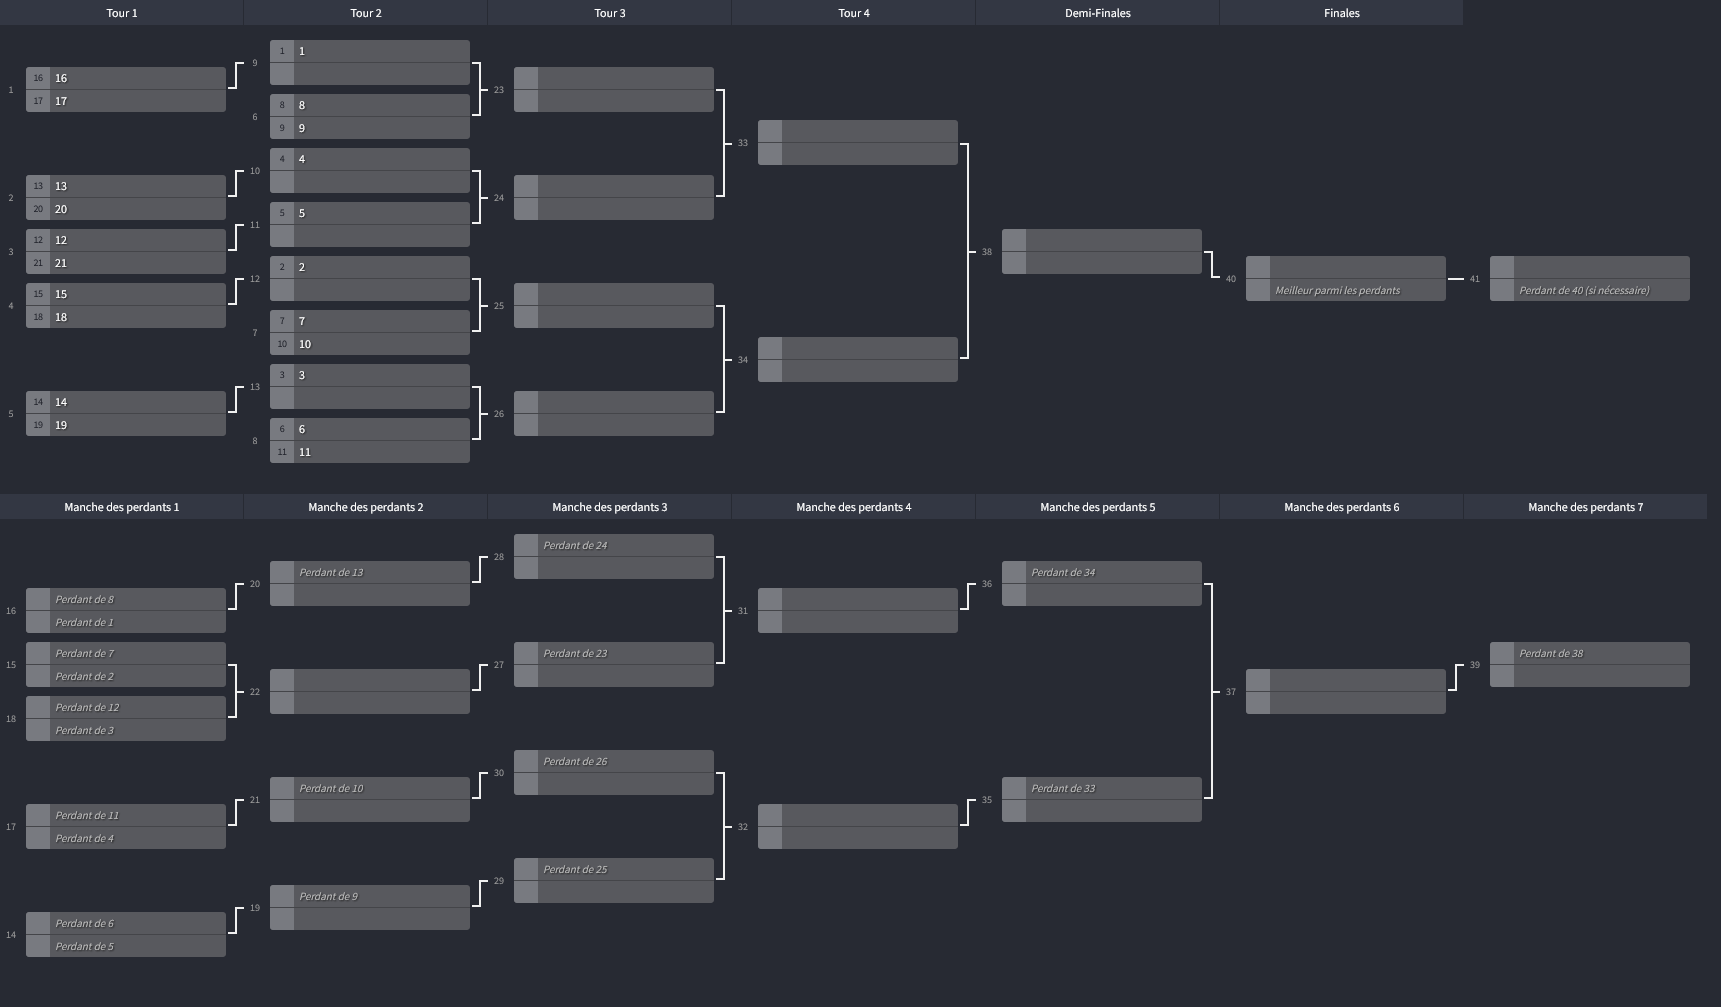 Tour 1
Tour 2
Tour 3
Tour 4
Demi-Finales
Finales
1
16 16
17 17
2
13 13
20 20
3
12 12
21 21
4
15 15
18 18
5
14 14
19 19
9
1 1
6
8 8
9 9
10
4 4
11
5 5
12
2 2
7
7 7
10 10
13
3 3
8
6 6
11 11
23
24
25
26
33
34
38
40
Meilleur parmi les perdants
41
Perdant de 40 (si nécessaire)
Manche des perdants 1
Manche des perdants 2
Manche des perdants 3
Manche des perdants 4
Manche des perdants 5
Manche des perdants 6
Manche des perdants 7
16
Perdant de 8
Perdant de 1
15
Perdant de 7
Perdant de 2
18
Perdant de 12
Perdant de 3
17
Perdant de 11
Perdant de 4
14
Perdant de 6
Perdant de 5
20
Perdant de 13
22
21
Perdant de 10
19
Perdant de 9
28
Perdant de 24
27
Perdant de 23
30
Perdant de 26
29
Perdant de 25
31
32
36
Perdant de 34
35
Perdant de 33
37
39
Perdant de 38